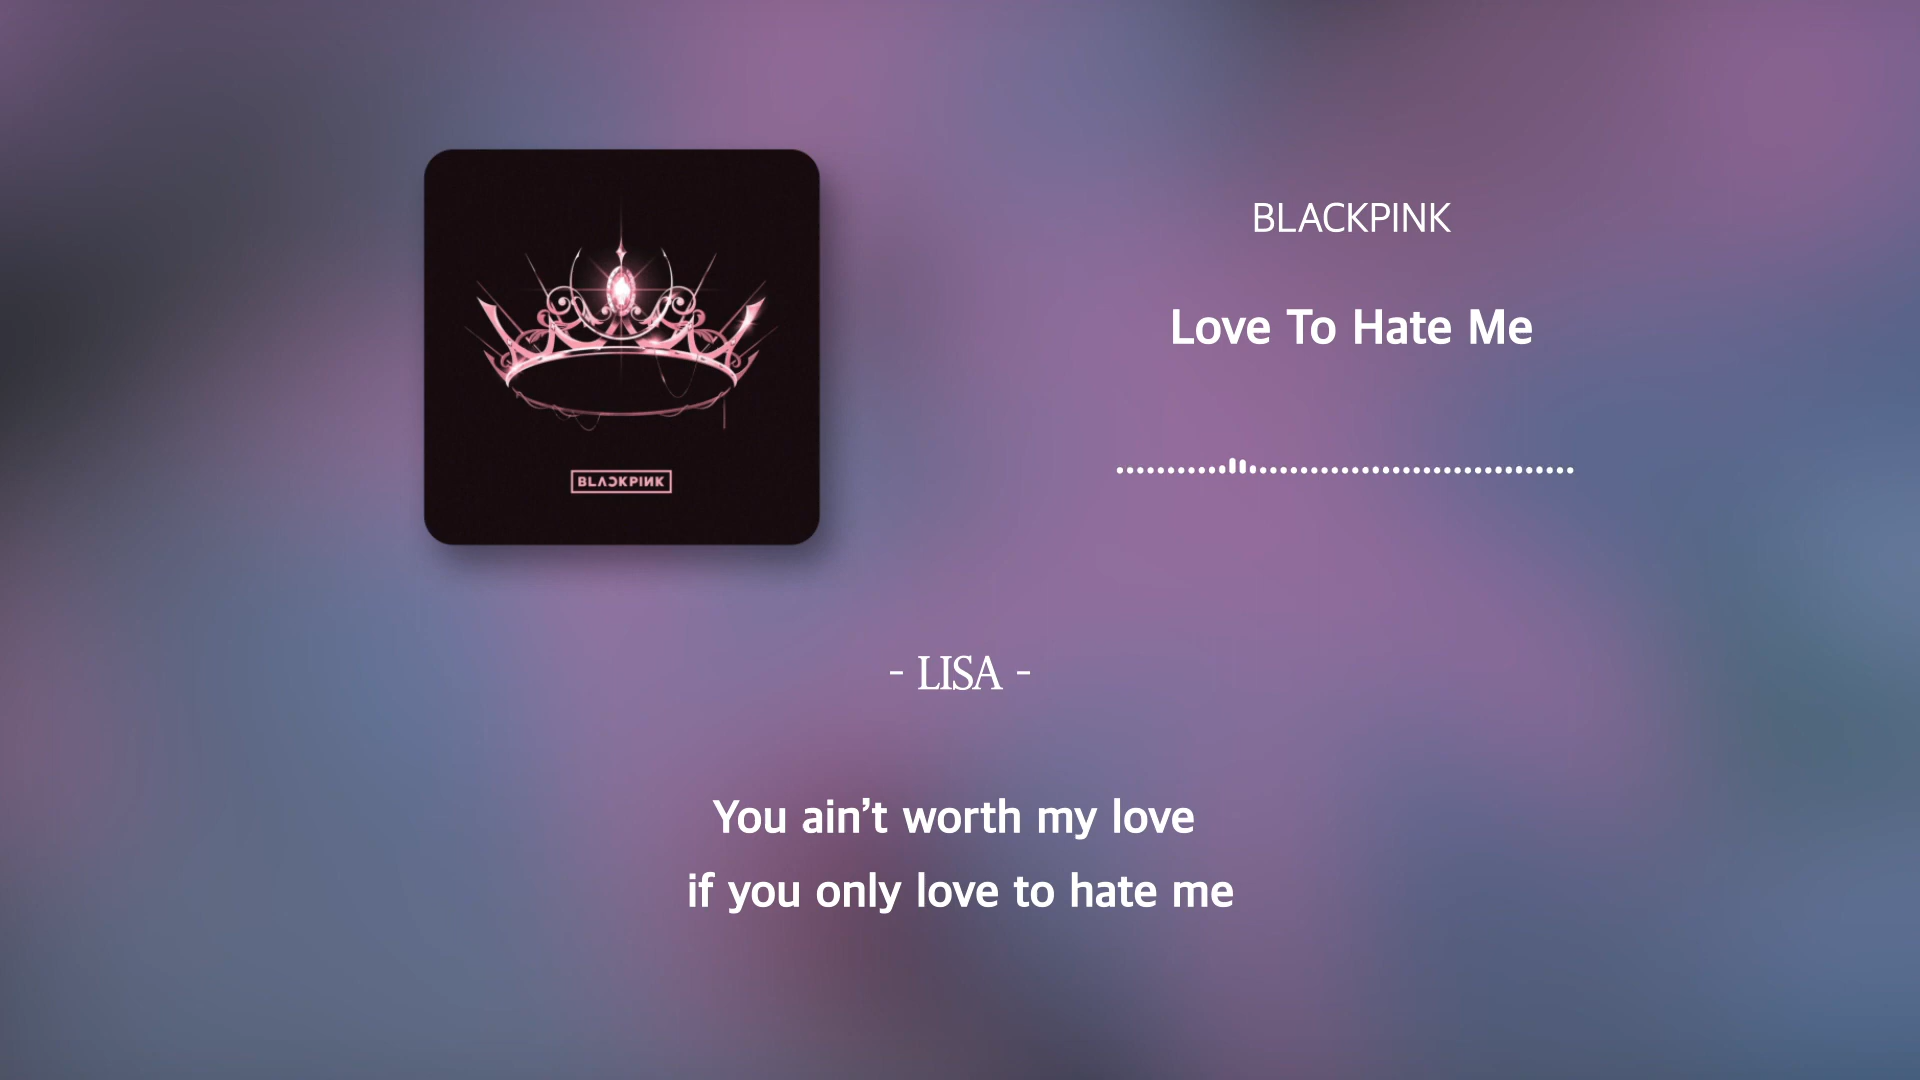 BLACKPINK
BLACKPINK
Love To Hate Me
- LISA -
You ain’t worth my love
if you only love to hate me